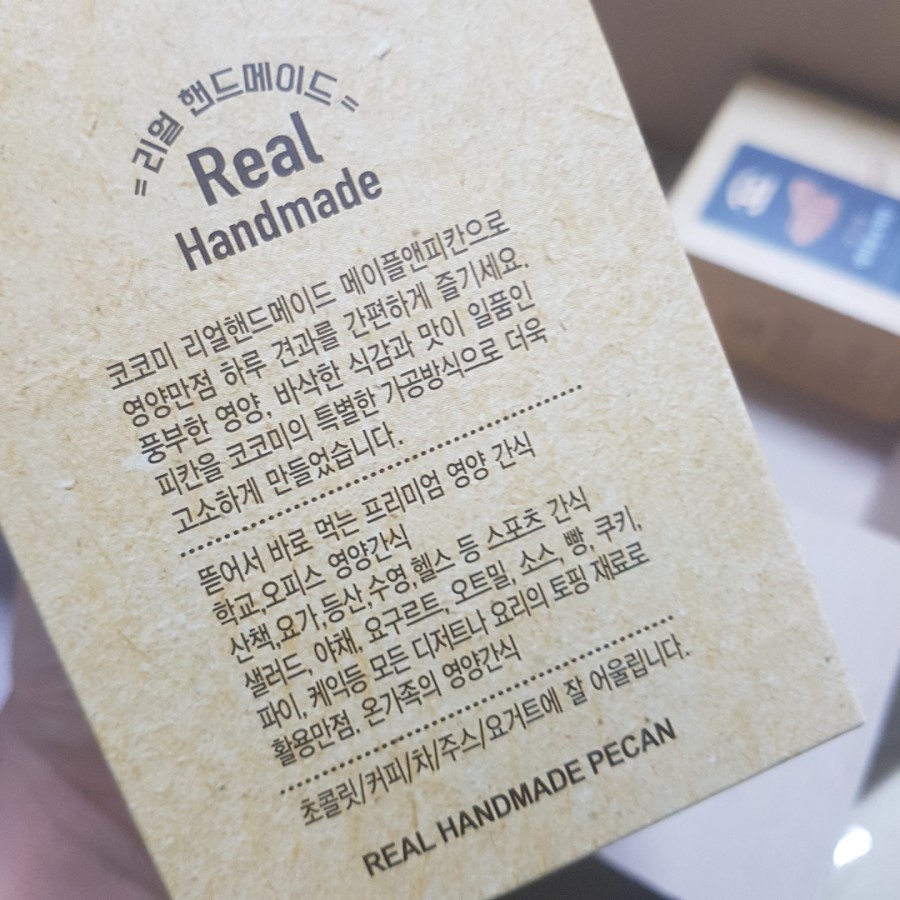 = 리얼 핸드메이드 =
Real
Handmade
코코미 리얼핸드메이드 메이플앤피칸으로
영양만점 하루 견과를 간편하게 즐기세요.
풍부한 영양, 바삭한 식감과 맛이 일품인
피칸을 코코미의 특별한 가공방식으로 더욱
고소하게 만들었습니다.
뜯어서 바로 먹는 프리미엄 영양 간식
학교,오피스 영양간식
산책,요가,등산,수영,헬스 등 스포츠 간식
샐러드, 야채, 요구르트, 오트밀, 소스, 빵, 쿠키,
파이, 케익등 모든 디저트나 요리의 토핑 재료로
활용만점. 온가족의 영양간식
초콜릿/커피/차/주스/요거트에 잘 어울립니다.
REAL HANDMADE PECAN